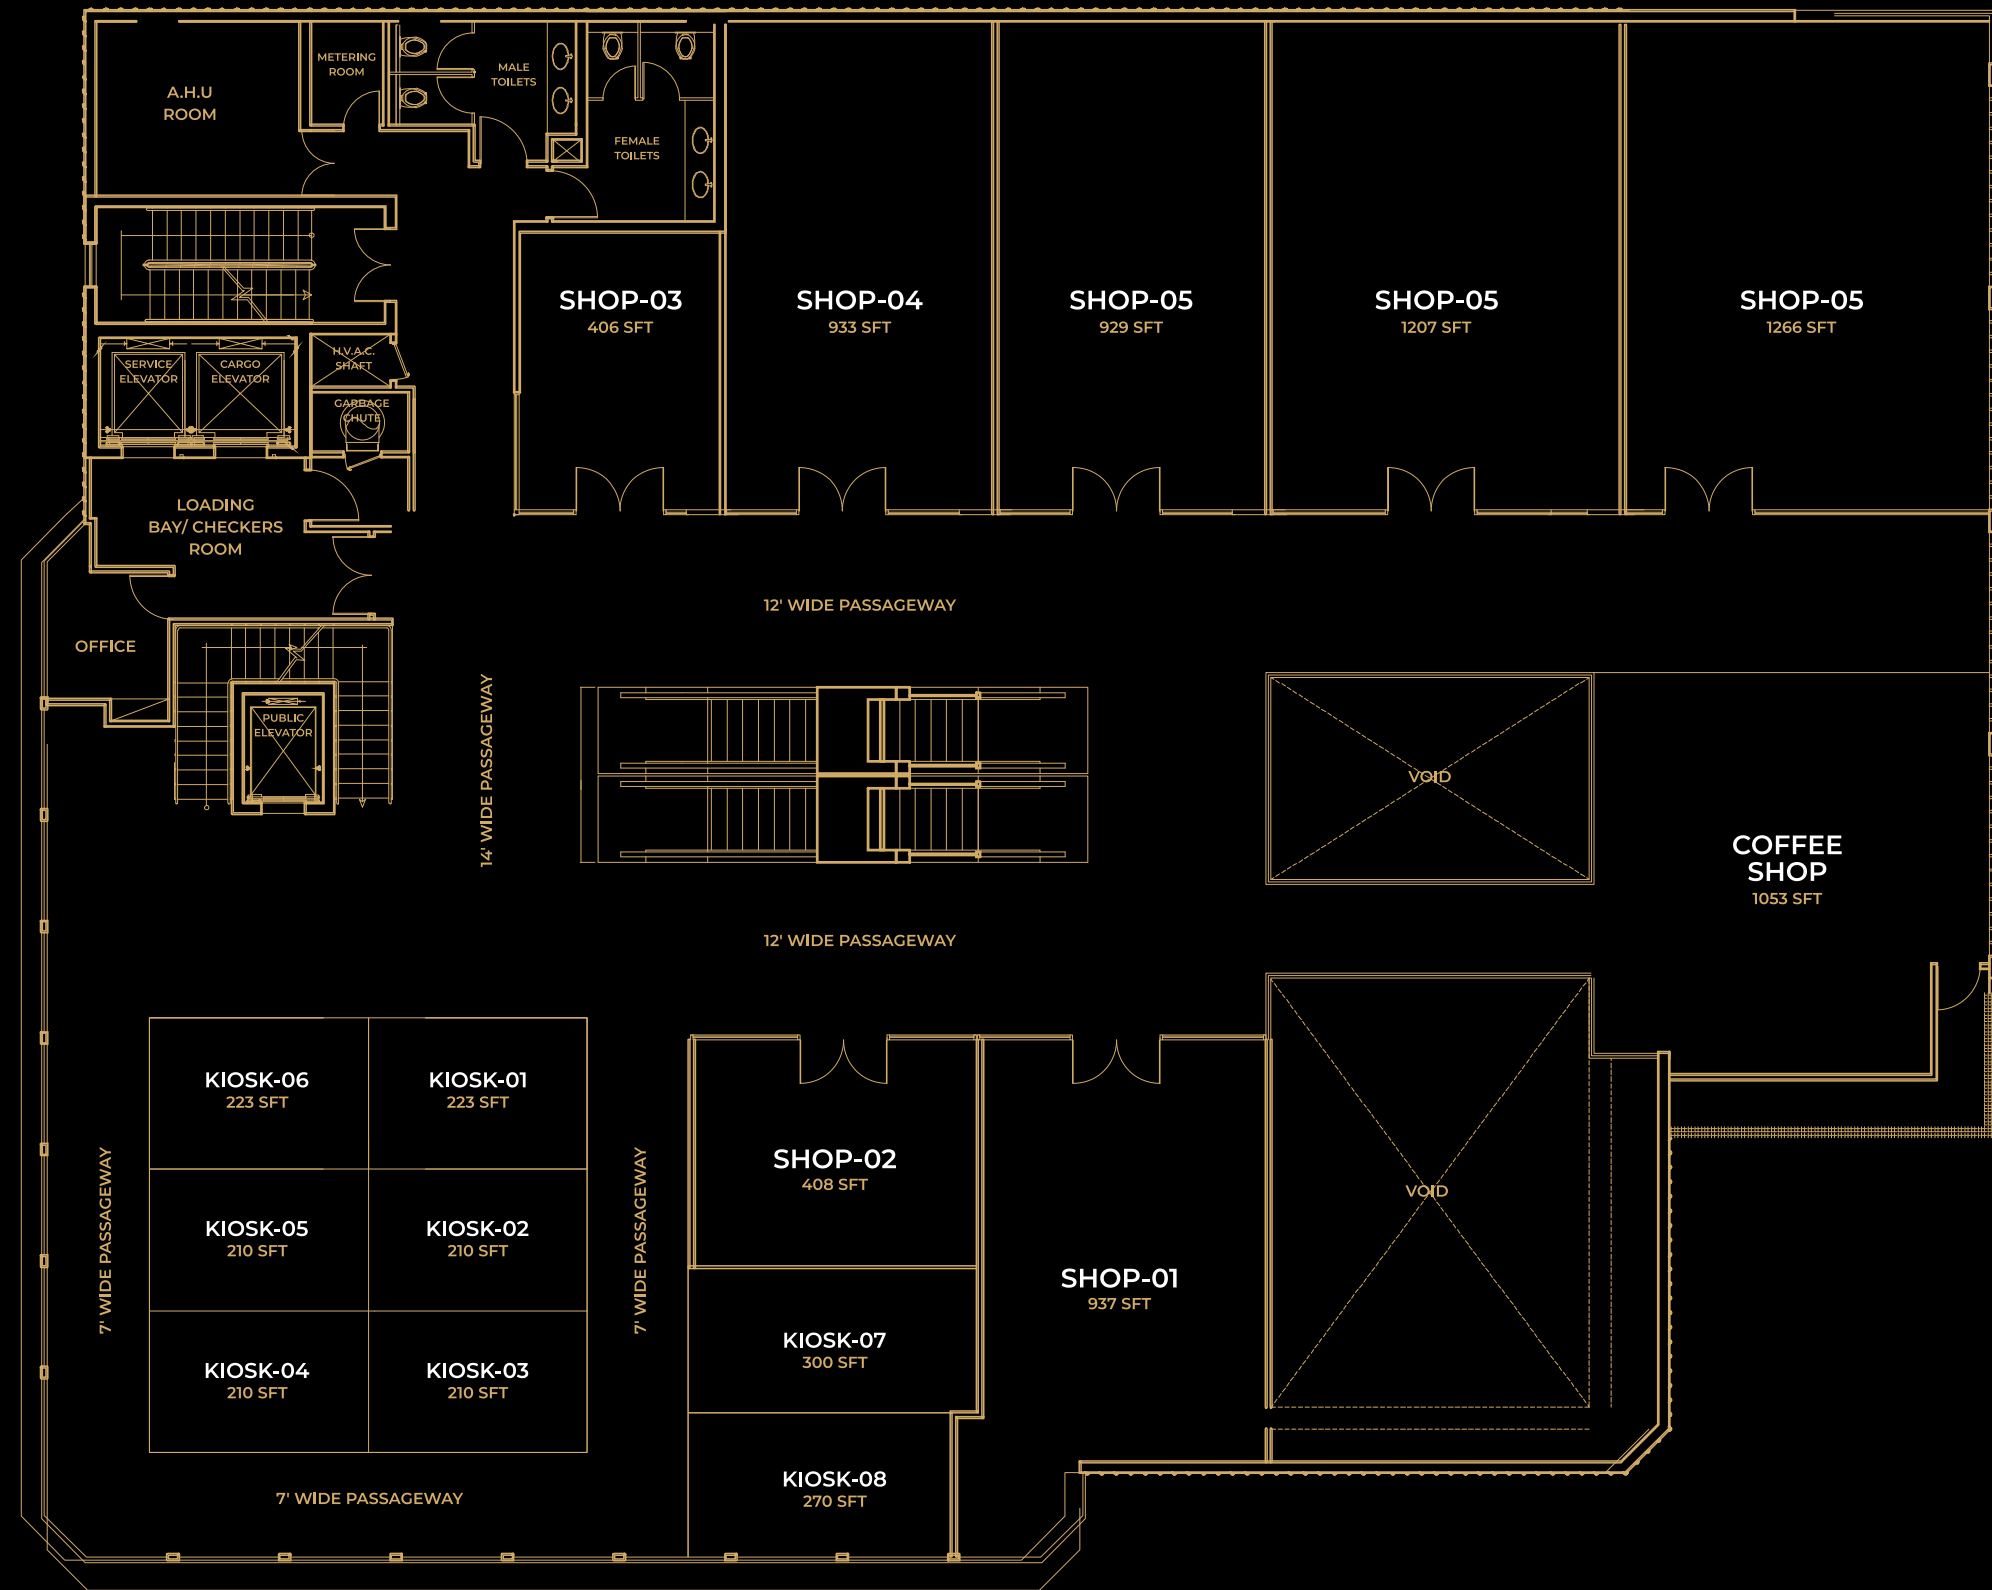 METERING
ROOM
A.H.U
ROOM
MALE
TOILETS
FEMALE
TOILETS
SHOP-03
406 SFT
SHOP-04
933 SFT
SHOP-05
929 SFT
SHOP-05
1207 SFT
SHOP-05
1266 SFT
SERVICE
ELEVATOR
CARGO
ELEVATOR
H.V.A.C.
SHAFT
GARBAGE
CHUTE
LOADING
BAY/ CHECKERS
ROOM
OFFICE
PUBLIC
ELEVATOR
12' WIDE PASSAGEWAY
14' WIDE PASSAGEWAY
VOID
COFFEE
SHOP
1053 SFT
12' WIDE PASSAGEWAY
KIOSK-06
223 SFT
KIOSK-01
223 SFT
KIOSK-05
210 SFT
KIOSK-02
210 SFT
KIOSK-04
210 SFT
KIOSK-03
210 SFT
7' WIDE PASSAGEWAY
7' WIDE PASSAGEWAY
7' WIDE PASSAGEWAY
SHOP-02
408 SFT
KIOSK-07
300 SFT
KIOSK-08
270 SFT
SHOP-01
937 SFT
VOID